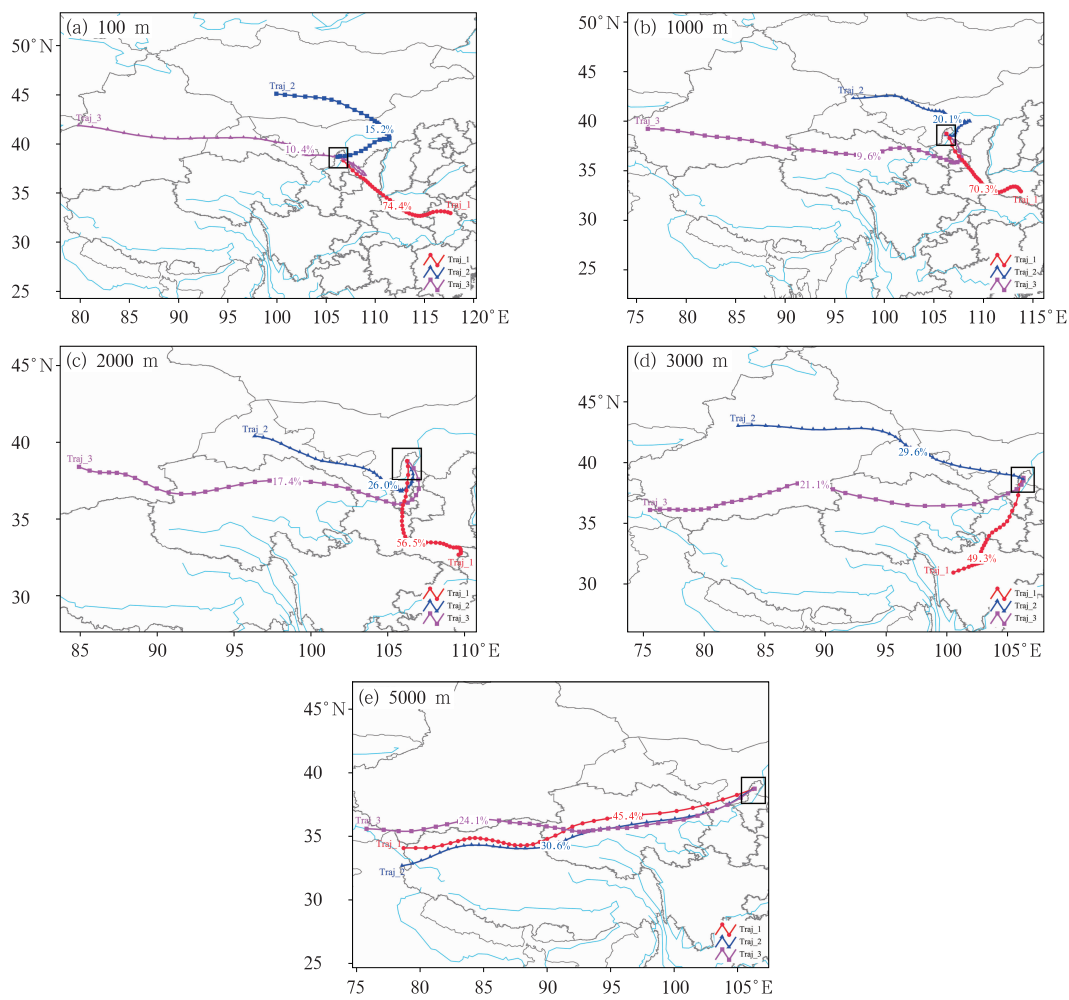 (a) 100 m
50°N
45
40
35
30
25
Traj_2
Traj_3
15.2%
10.4%
74.4%
Traj_1
Traj_1
Traj_2
Traj_3
80
85
90
95
100
105
110
115
120°E
(b) 1000 m
50°N
45
40
35
30
25
Traj_2
Traj_3
20.1%
9.6%
70.3%
Traj_1
Traj_1
Traj_2
Traj_3
75
80
85
90
95
100
105
110
115°E
(c) 2000 m
45°N
40
35
30
Traj_2
Traj_3
17.4%
26.0%
56.5%
Traj_1
Traj_1
Traj_2
Traj_3
85
90
95
100
105
110°E
(d) 3000 m
45°N
40
35
30
Traj_2
29.6%
Traj_3
21.1%
49.3%
Traj_1
Traj_1
Traj_2
Traj_3
75
80
85
90
95
100
105°E
(e) 5000 m
45°N
40
35
30
25
Traj_3
24.1%
45.4%
Traj_1
30.6%
Traj_2
Traj_1
Traj_2
Traj_3
75
80
85
90
95
100
105°E